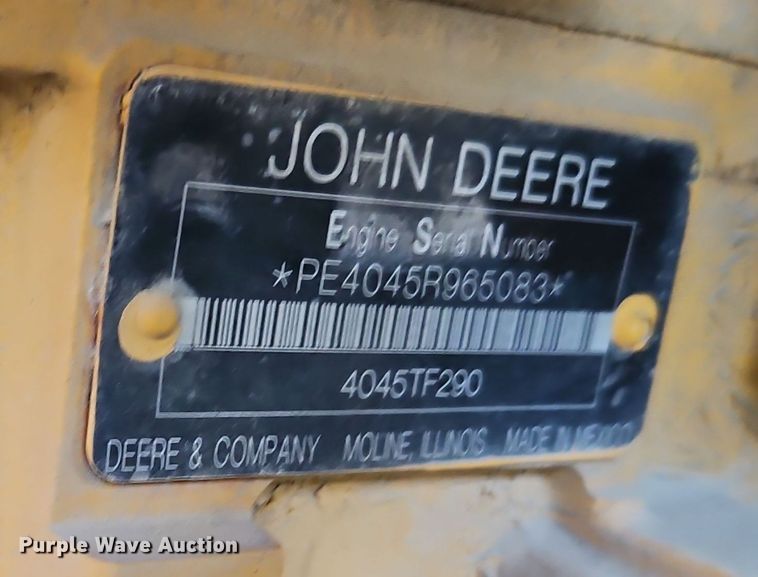 JOHN DEERE
Engine Serial Number
*PE4045R965083*
4045TF290
DEERE & COMPANY MOLINE, ILLINOIS MADE IN MEXICO
Purple Wave Auction